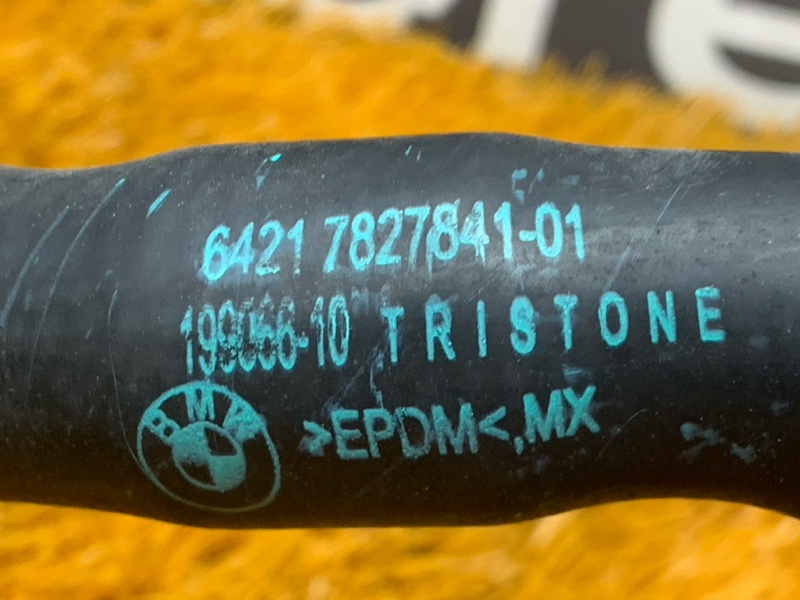 6421 7827841-01
199066-10 TRISTONE
BMW
>EPDM<,MX